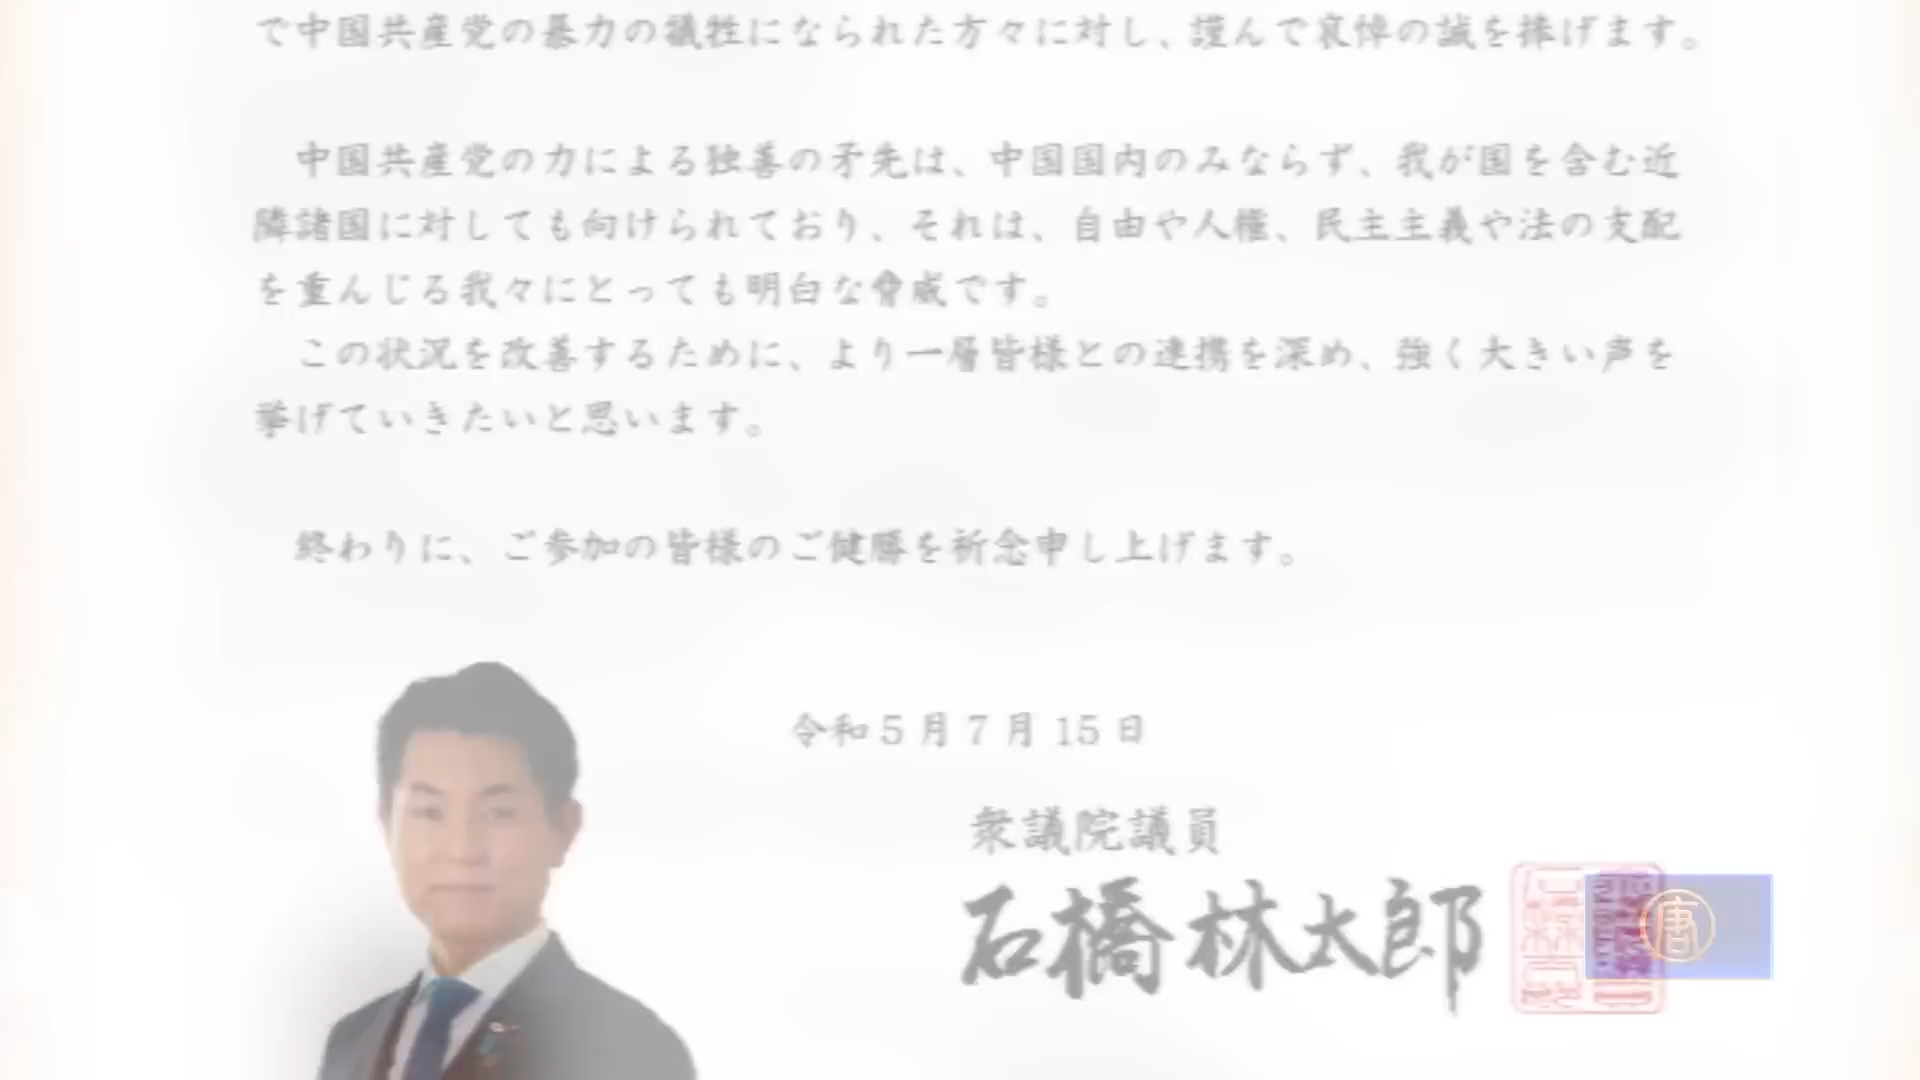 で中国共産党の暴力の犠牲になられた方々に対し、謹んで哀悼の誠を捧げます。
中国共産党の力による独善の矛先は、中国国内のみならず、我が国を含む近
隣諸国に対しても向けられており、それは、自由や人権、民主主義や法の支配
を重んじる我々にとっても明白な脅威です。
この状況を改善するために、より一層皆様との連携を深め、強く大きい声を
挙げていきたいと思います。
終わりに、ご参加の皆様のご健勝を祈念申し上げます。
令和5月7月15日
衆議院議員
石橋林太郎
唐